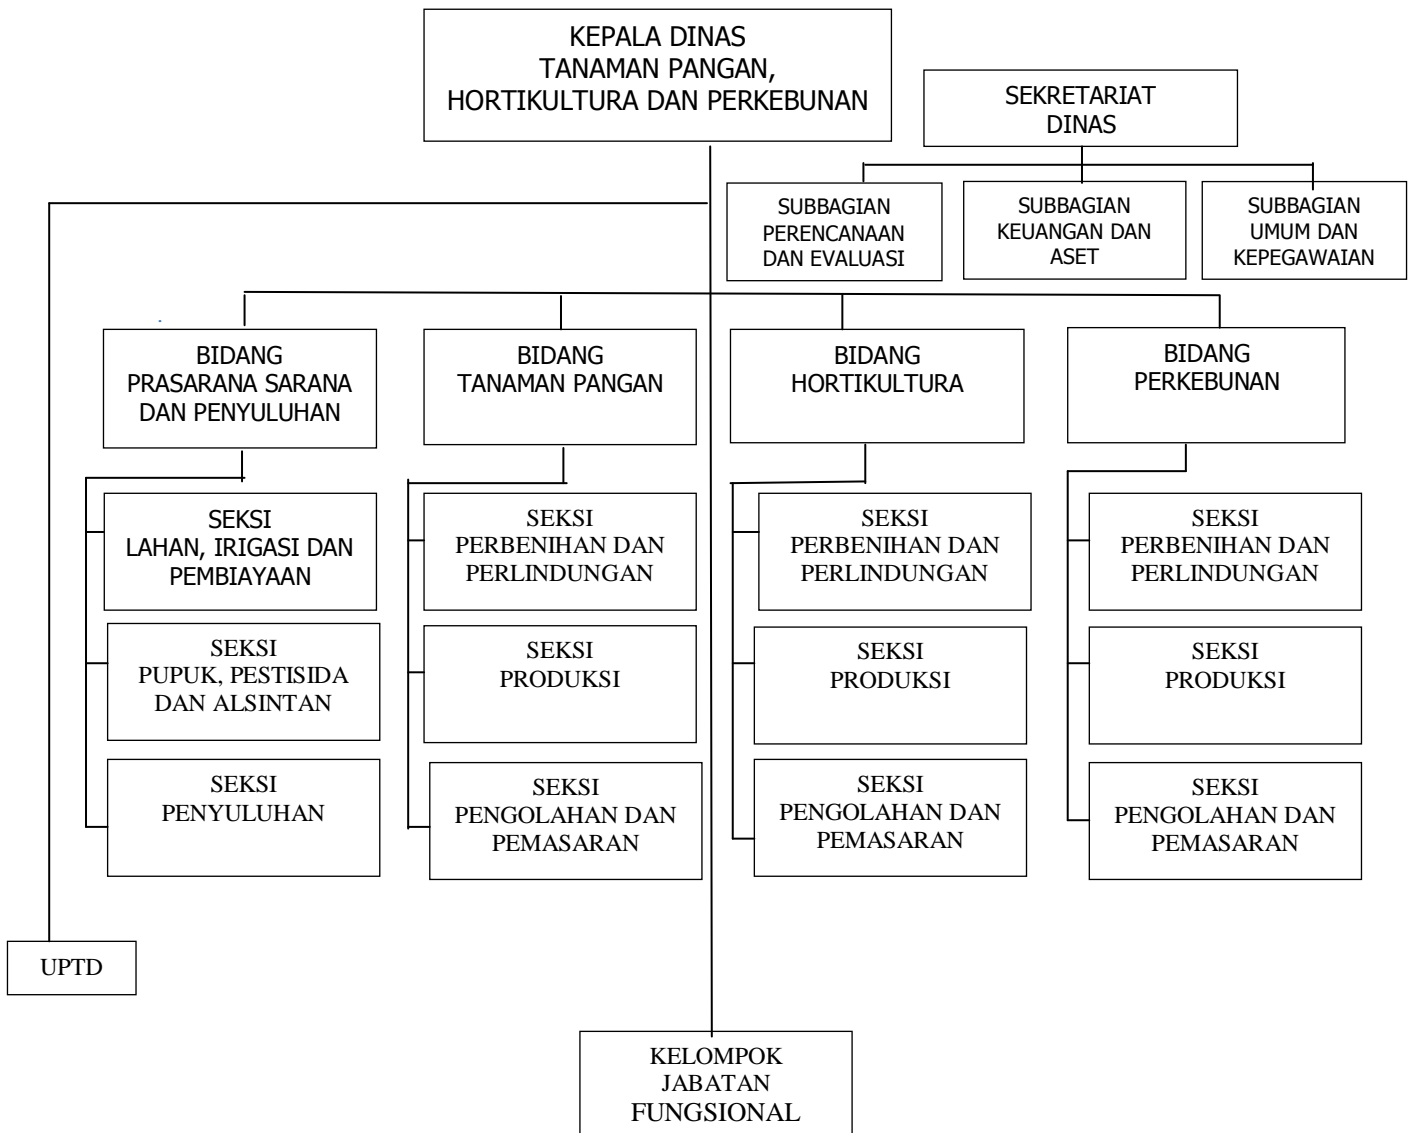 KEPALA DINAS
TANAMAN PANGAN,
HORTIKULTURA DAN PERKEBUNAN
SEKRETARIAT
DINAS
SUBBAGIAN
PERENCANAAN
DAN EVALUASI
SUBBAGIAN
KEUANGAN DAN
ASET
SUBBAGIAN
UMUM DAN
KEPEGAWAIAN
BIDANG
PRASARANA SARANA
DAN PENYULUHAN
BIDANG
TANAMAN PANGAN
BIDANG
HORTIKULTURA
BIDANG
PERKEBUNAN
SEKSI
LAHAN, IRIGASI DAN
PEMBIAYAAN
SEKSI
PERBENIHAN DAN
PERLINDUNGAN
SEKSI
PERBENIHAN DAN
PERLINDUNGAN
SEKSI
PERBENIHAN DAN
PERLINDUNGAN
SEKSI
PUPUK, PESTISIDA
DAN ALSINTAN
SEKSI
PRODUKSI
SEKSI
PRODUKSI
SEKSI
PRODUKSI
SEKSI
PENYULUHAN
SEKSI
PENGOLAHAN DAN
PEMASARAN
SEKSI
PENGOLAHAN DAN
PEMASARAN
SEKSI
PENGOLAHAN DAN
PEMASARAN
UPTD
KELOMPOK
JABATAN
FUNGSIONAL